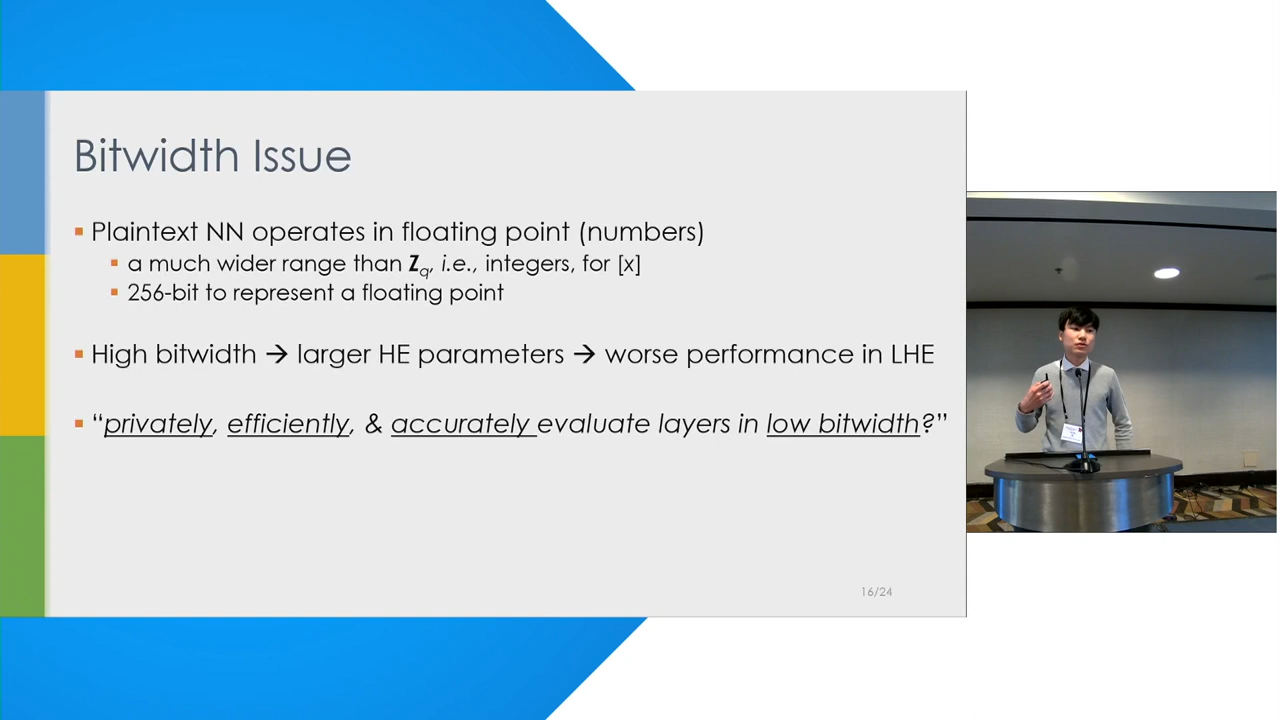 Bitwidth Issue
▪ Plaintext NN operates in floating point (numbers)
▪ a much wider range than Zq, i.e., integers, for [x]
▪ 256-bit to represent a floating point
▪ High bitwidth → larger HE parameters → worse performance in LHE
▪ “privately, efficiently, & accurately evaluate layers in low bitwidth?”
16/24